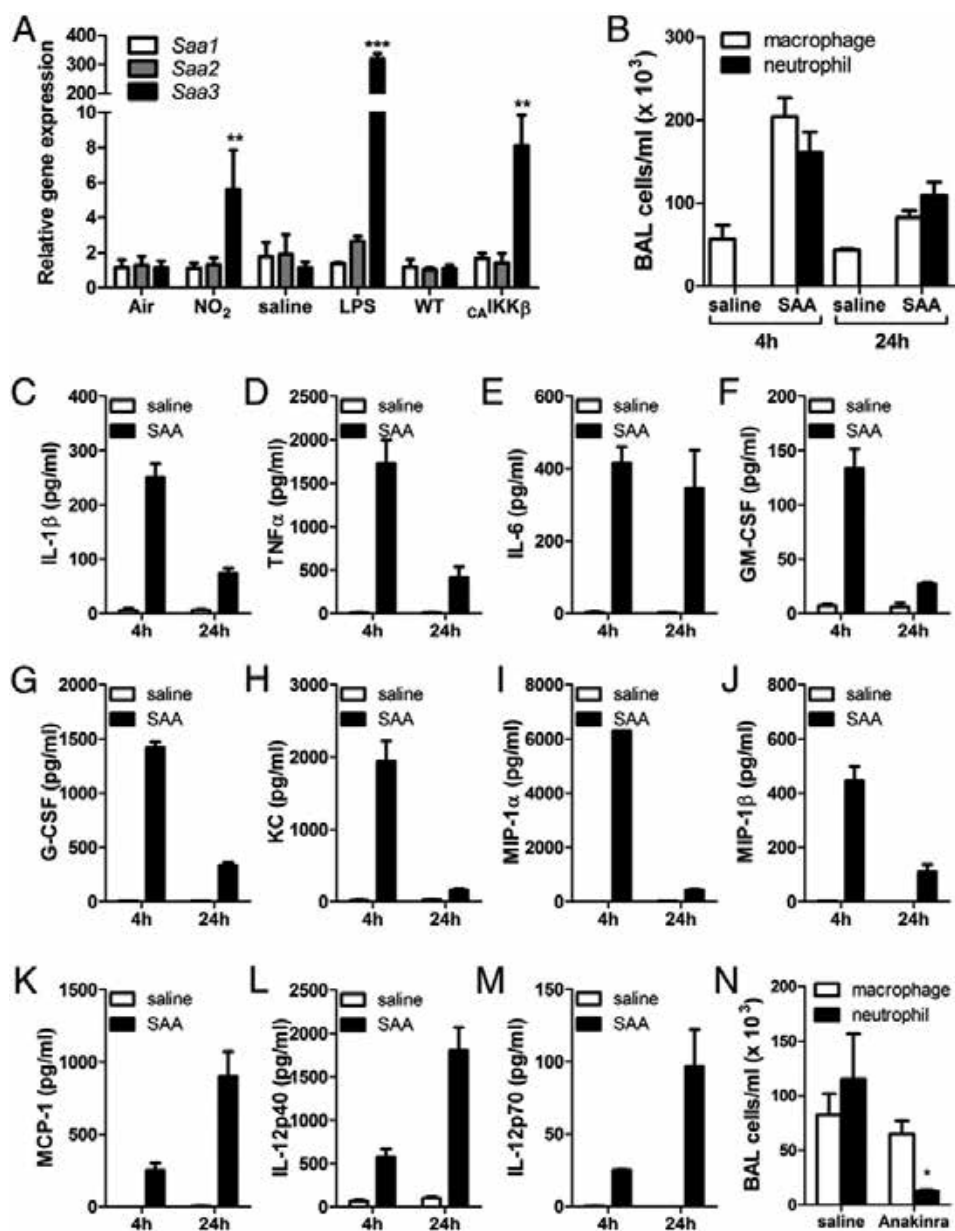 A
Saa1
Saa2
Saa3
Relative gene expression
400
300
200
100
8
6
4
2
0
***
**
**
Air NO₂ saline LPS WT CAIKKβ
B
macrophage
neutrophil
BAL cells/ml (x 10³)
300
200
100
0
saline SAA saline SAA
4h 24h
C
saline
SAA
IL-1β (pg/ml)
400
300
200
100
0
4h 24h
D
saline
SAA
TNFα (pg/ml)
2000
1500
1000
500
0
4h 24h
E
saline
SAA
IL-6 (pg/ml)
600
400
200
0
4h 24h
F
saline
SAA
GM-CSF (pg/ml)
200
150
100
50
0
4h 24h
G
saline
SAA
G-CSF (pg/ml)
2000
1500
1000
500
0
4h 24h
H
saline
SAA
KC (pg/ml)
3000
2000
1000
0
4h 24h
I
saline
SAA
MIP-1α (pg/ml)
8000
6000
4000
2000
0
4h 24h
J
saline
SAA
MIP-1β (pg/ml)
800
600
400
200
0
4h 24h
K
saline
SAA
MCP-1 (pg/ml)
1500
1000
500
0
4h 24h
L
saline
SAA
IL-12p40 (pg/ml)
2500
2000
1500
1000
500
0
4h 24h
M
saline
SAA
IL-12p70 (pg/ml)
150
100
50
0
4h 24h
N
macrophage
neutrophil
BAL cells/ml (x 10³)
200
150
100
50
0
*
saline Anakinra